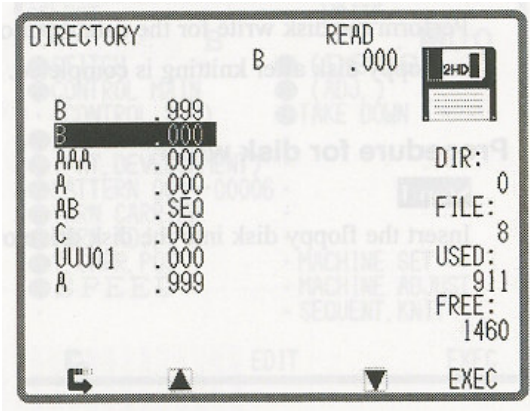 DIRECTORY READ
B .000
2HD
B .999
B .000
AAA .000
A .000
AB .SEQ
C .000
UUU01 .000
A .999
DIR:
0
FILE:
8
USED:
911
FREE:
1460
EXEC